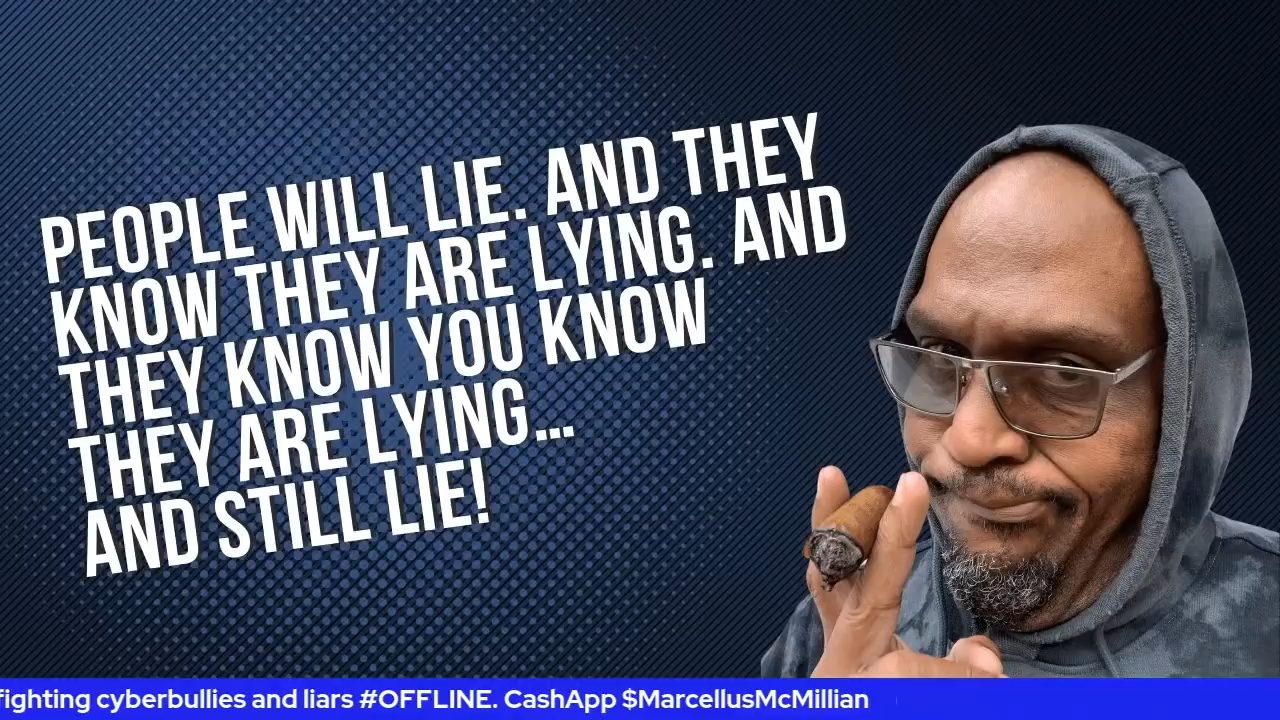 PEOPLE WILL LIE. AND THEY
KNOW THEY ARE LYING. AND
THEY KNOW YOU KNOW
THEY ARE LYING...
AND STILL LIE!
fighting cyberbullies and liars #OFFLINE. CashApp $MarcellusMcMillian